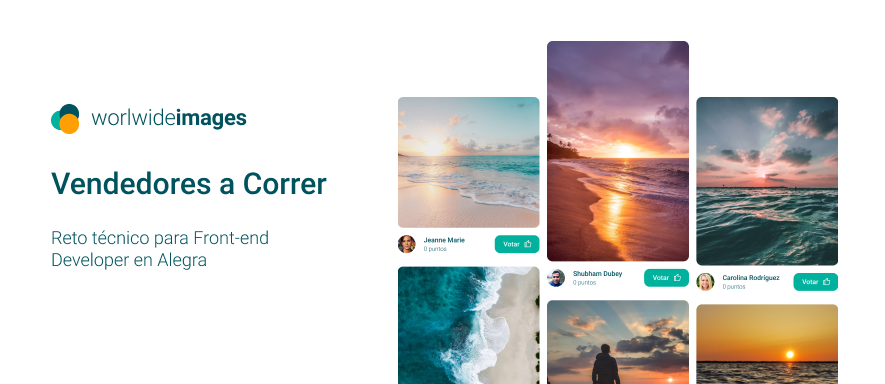 worlwideimages
Vendedores a Correr
Reto técnico para Front-end
Developer en Alegra
Jeanne Marie
0 puntos
Votar
Shubham Dubey
0 puntos
Votar
Carolina Rodríguez
0 puntos
Votar